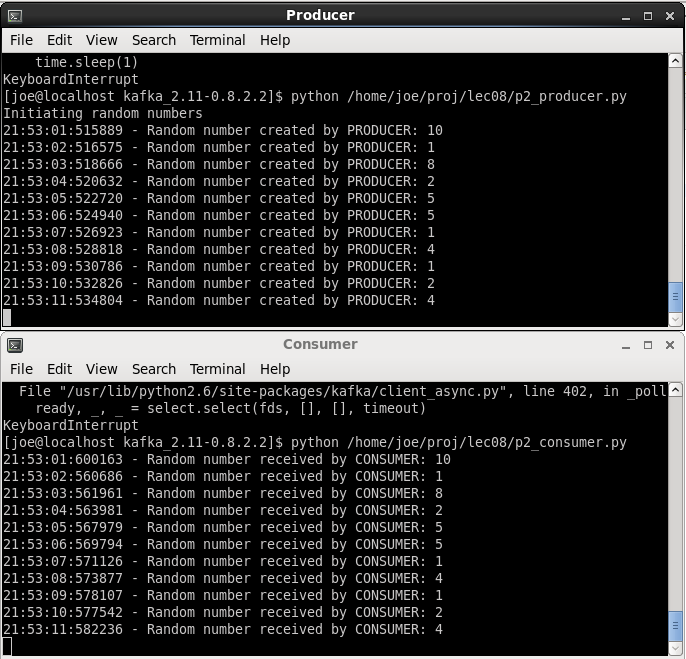 Producer
File Edit View Search Terminal Help
    time.sleep(1)
KeyboardInterrupt
[joe@localhost kafka_2.11-0.8.2.2]$ python /home/joe/proj/lec08/p2_producer.py
Initiating random numbers
21:53:01:515889 - Random number created by PRODUCER: 10
21:53:02:516575 - Random number created by PRODUCER: 1
21:53:03:518666 - Random number created by PRODUCER: 8
21:53:04:520632 - Random number created by PRODUCER: 2
21:53:05:522720 - Random number created by PRODUCER: 5
21:53:06:524940 - Random number created by PRODUCER: 5
21:53:07:526923 - Random number created by PRODUCER: 1
21:53:08:528818 - Random number created by PRODUCER: 4
21:53:09:530786 - Random number created by PRODUCER: 1
21:53:10:532826 - Random number created by PRODUCER: 2
21:53:11:534804 - Random number created by PRODUCER: 4
Consumer
File Edit View Search Terminal Help
  File "/usr/lib/python2.6/site-packages/kafka/client_async.py", line 402, in _poll
    ready, _, _ = select.select(fds, [], [], timeout)
KeyboardInterrupt
[joe@localhost kafka_2.11-0.8.2.2]$ python /home/joe/proj/lec08/p2_consumer.py
21:53:01:600163 - Random number received by CONSUMER: 10
21:53:02:560686 - Random number received by CONSUMER: 1
21:53:03:561961 - Random number received by CONSUMER: 8
21:53:04:563981 - Random number received by CONSUMER: 2
21:53:05:567979 - Random number received by CONSUMER: 5
21:53:06:569794 - Random number received by CONSUMER: 5
21:53:07:571126 - Random number received by CONSUMER: 1
21:53:08:573877 - Random number received by CONSUMER: 4
21:53:09:578107 - Random number received by CONSUMER: 1
21:53:10:577542 - Random number received by CONSUMER: 2
21:53:11:582236 - Random number received by CONSUMER: 4